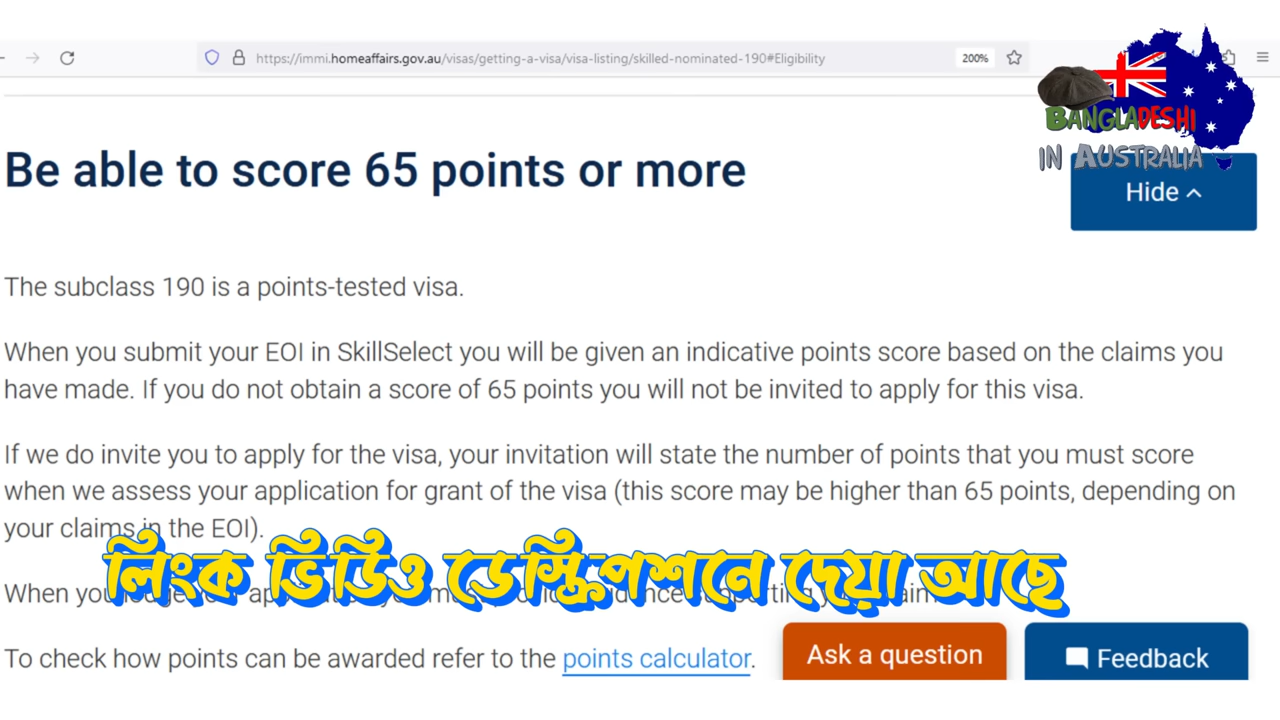 https://immi.homeaffairs.gov.au/visas/getting-a-visa/visa-listing/skilled-nominated-190#Eligibility
200%
BANGLADESHI
IN AUSTRALIA
Be able to score 65 points or more
Hide
The subclass 190 is a points-tested visa.
When you submit your EOI in SkillSelect you will be given an indicative points score based on the claims you
have made. If you do not obtain a score of 65 points you will not be invited to apply for this visa.
If we do invite you to apply for the visa, your invitation will state the number of points that you must score
when we assess your application for grant of the visa (this score may be higher than 65 points, depending on
your claims in the EOI).
লিংক ভিডিও ডেস্ক্রিপশনে দেয়া আছে
When
To check how points can be awarded refer to the points calculator.
Ask a question
Feedback